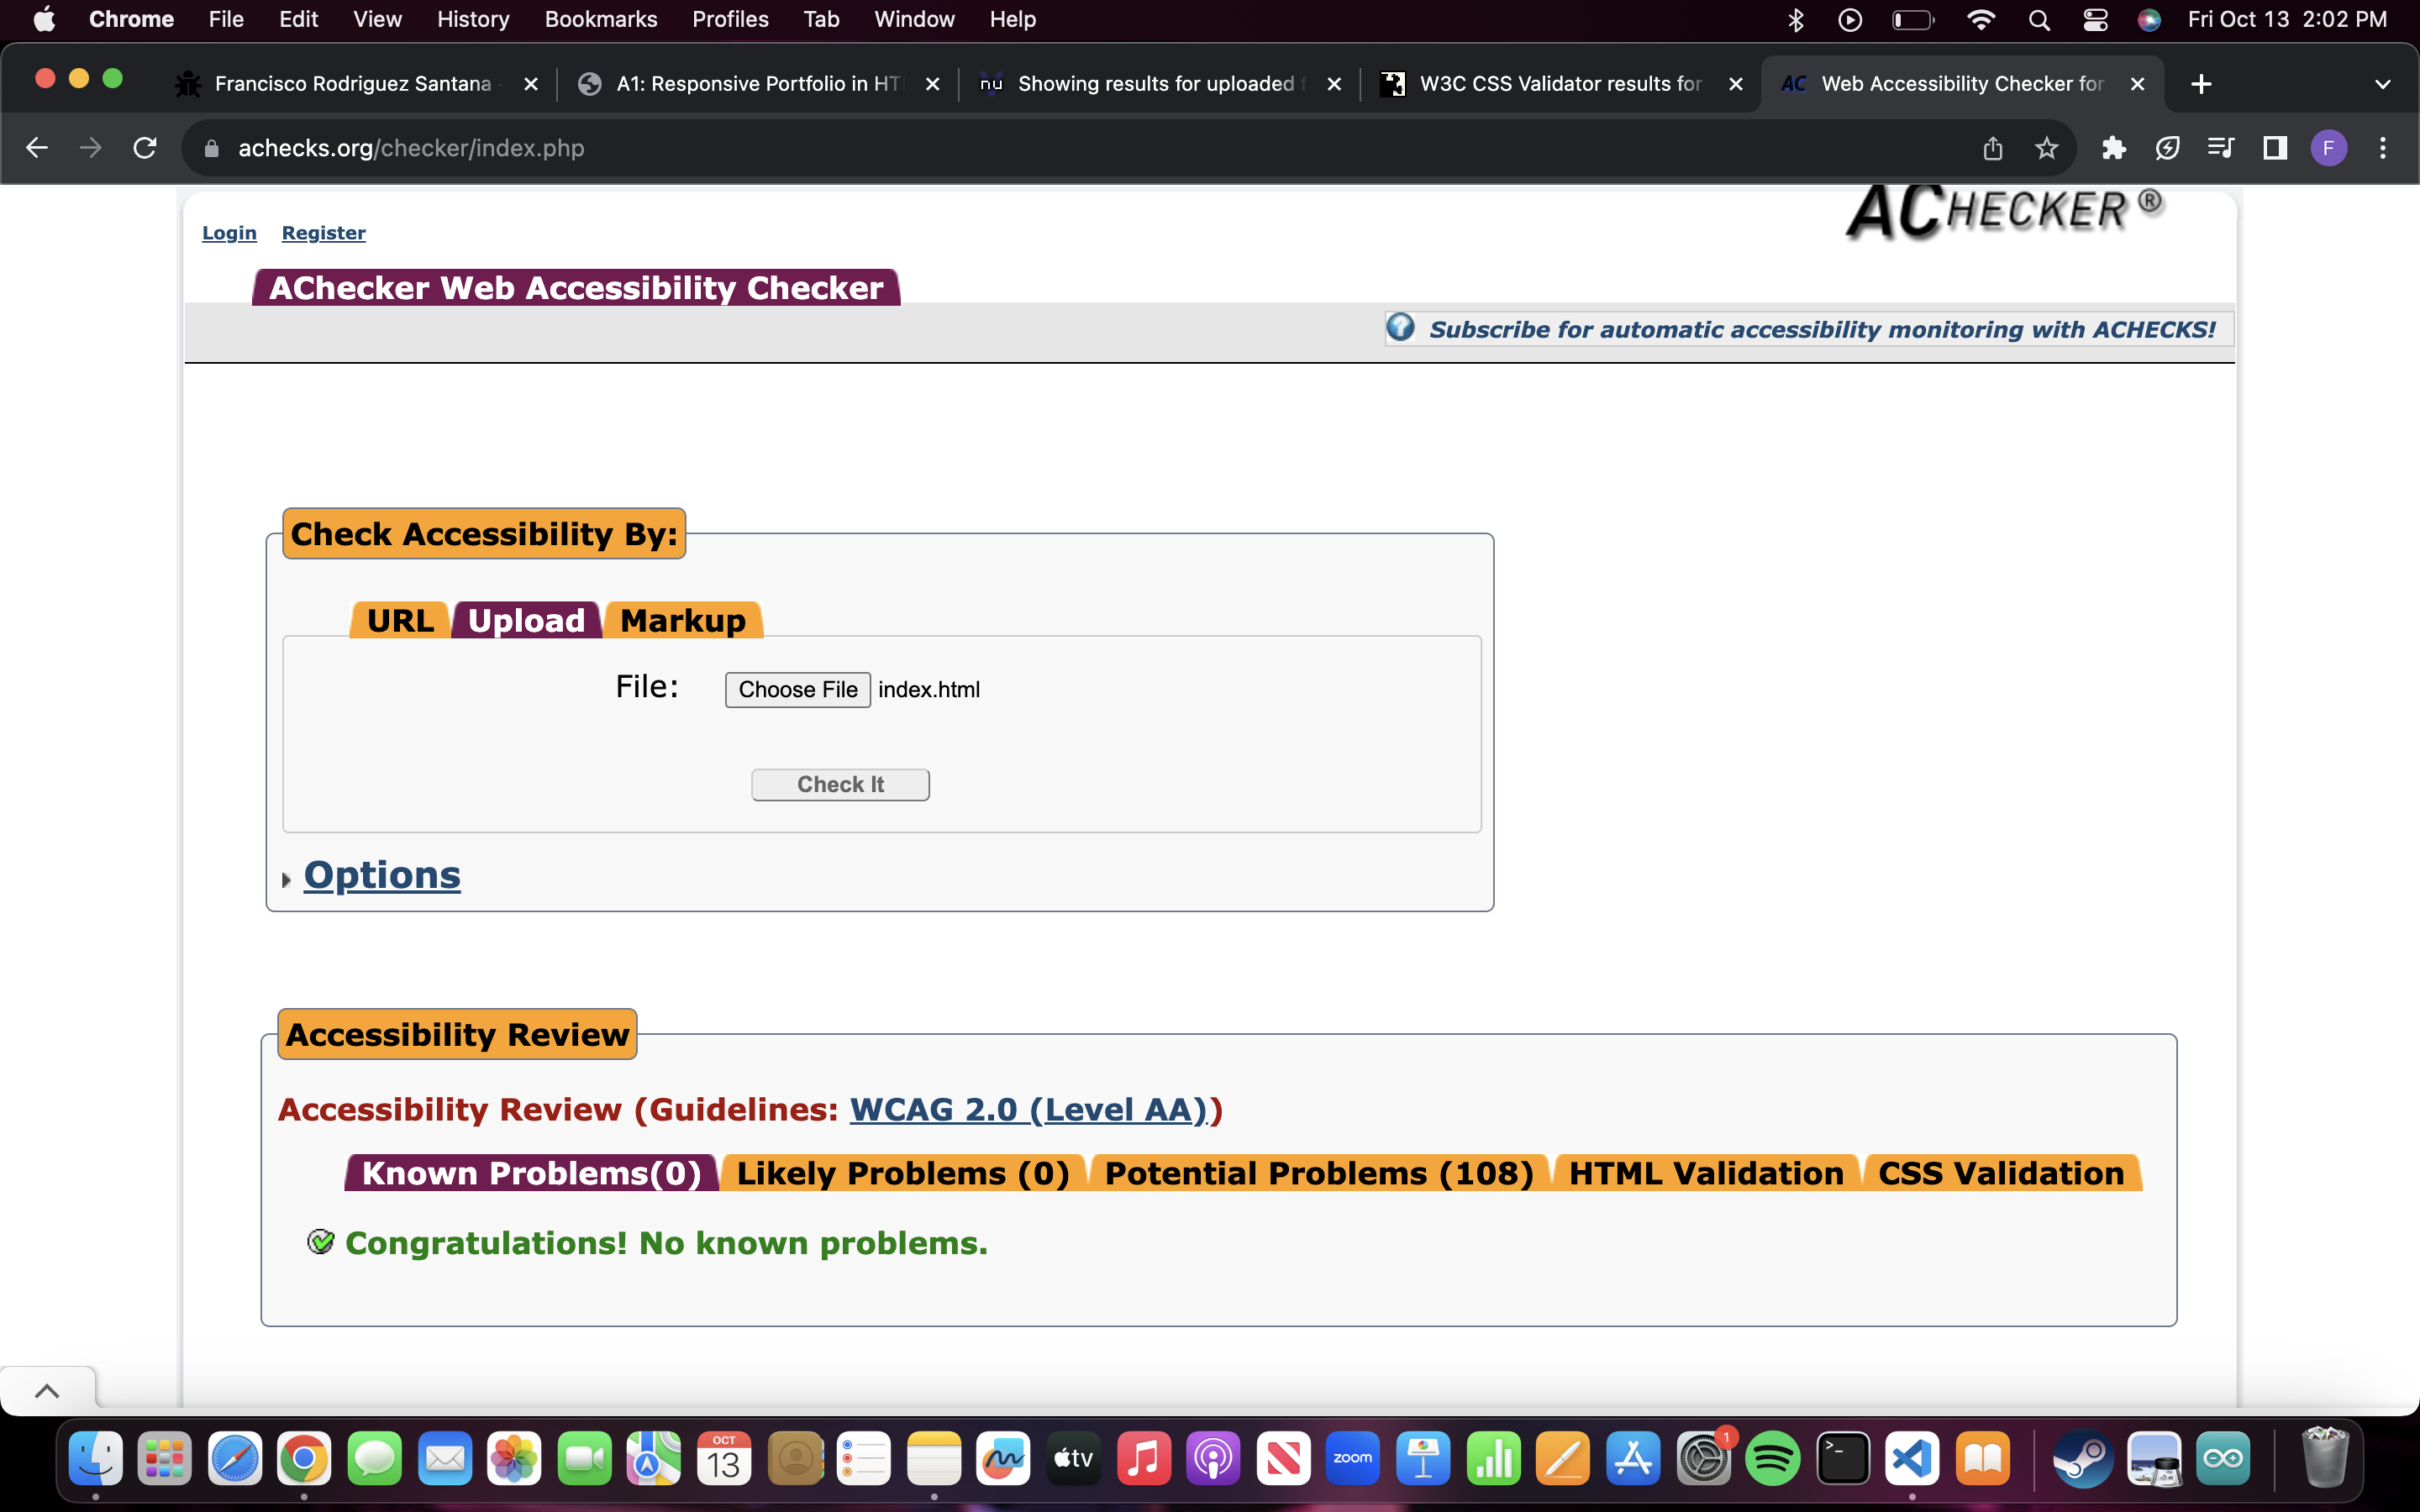 Chrome File Edit View History Bookmarks Profiles Tab Window Help Fri Oct 13 2:02 PM
Francisco Rodriguez Santana - A1: Responsive Portfolio in HT Showing results for uploaded f W3C CSS Validator results for AC Web Accessibility Checker for
achecks.org/checker/index.php F
ACHECKER ®
Login Register
AChecker Web Accessibility Checker
Subscribe for automatic accessibility monitoring with ACHECKS!
Check Accessibility By:
URL Upload Markup
File: Choose File index.html
Check It
Options
Accessibility Review
Accessibility Review (Guidelines: WCAG 2.0 (Level AA))
Known Problems(0) Likely Problems (0) Potential Problems (108) HTML Validation CSS Validation
Congratulations! No known problems.
OCT
13
tv
zoom
1